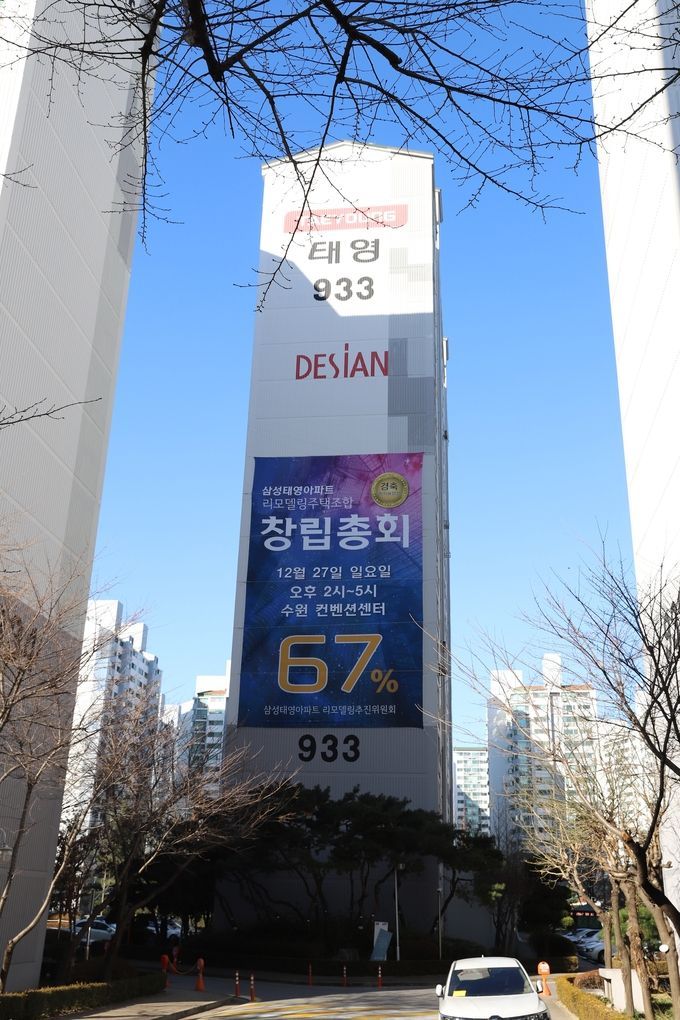 TAEYOUNG
태영
933
DESIAN
경축
삼성태영아파트
리모델링주택조합
창립총회
12월 27일 일요일
오후 2시~5시
수원 컨벤션센터
67%
삼성태영아파트 리모델링추진위원회
933